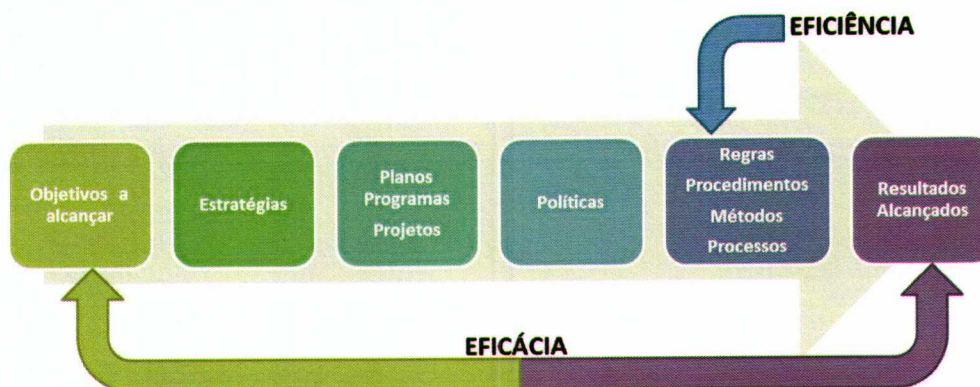 EFICIÊNCIA
Objetivos a
alcançar
Estratégias
Planos
Programas
Projetos
Políticas
Regras
Procedimentos
Métodos
Processos
Resultados
Alcançados
EFICÁCIA